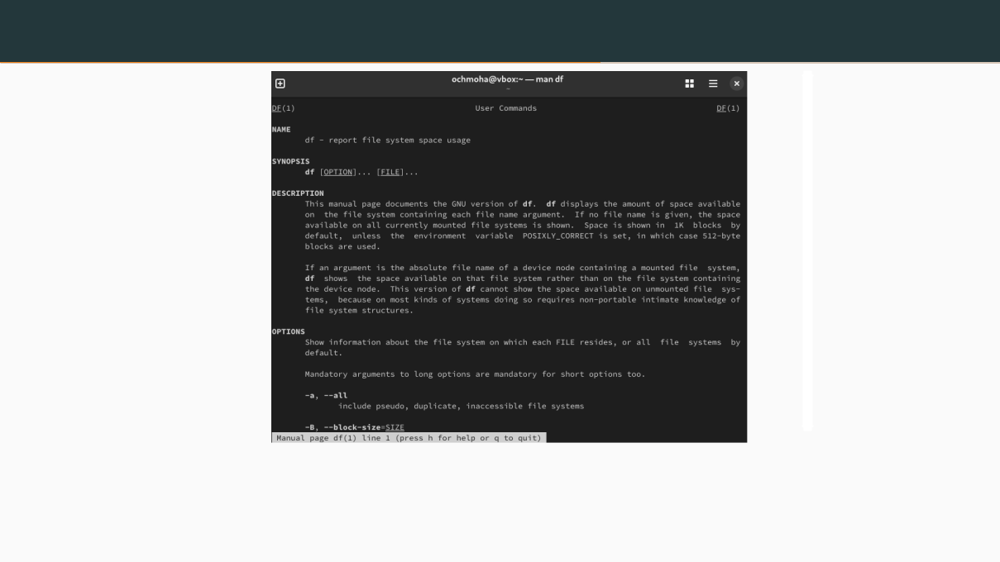 ochmoha@vbox:~ — man df
~
DF(1) User Commands DF(1)
NAME
df - report file system space usage
SYNOPSIS
df [OPTION]... [FILE]...
DESCRIPTION
This manual page documents the GNU version of df. df displays the amount of space available
on the file system containing each file name argument. If no file name is given, the space
available on all currently mounted file systems is shown. Space is shown in 1K blocks by
default, unless the environment variable POSIXLY_CORRECT is set, in which case 512-byte
blocks are used.
If an argument is the absolute file name of a device node containing a mounted file system,
df shows the space available on that file system rather than on the file system containing
the device node. This version of df cannot show the space available on unmounted file sys-
tems, because on most kinds of systems doing so requires non-portable intimate knowledge of
file system structures.
OPTIONS
Show information about the file system on which each FILE resides, or all file systems by
default.
Mandatory arguments to long options are mandatory for short options too.
-a, --all
include pseudo, duplicate, inaccessible file systems
-B, --block-size=SIZE
Manual page df(1) line 1 (press h for help or q to quit)